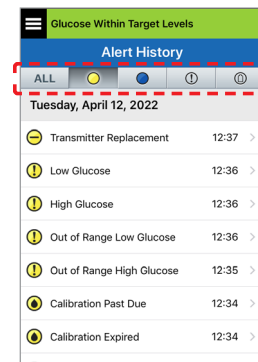 Glucose Within Target Levels
Alert History
ALL
Tuesday, April 12, 2022
Transmitter Replacement 12:37
Low Glucose 12:36
High Glucose 12:36
Out of Range Low Glucose 12:36
Out of Range High Glucose 12:35
Calibration Past Due 12:34
Calibration Expired 12:34